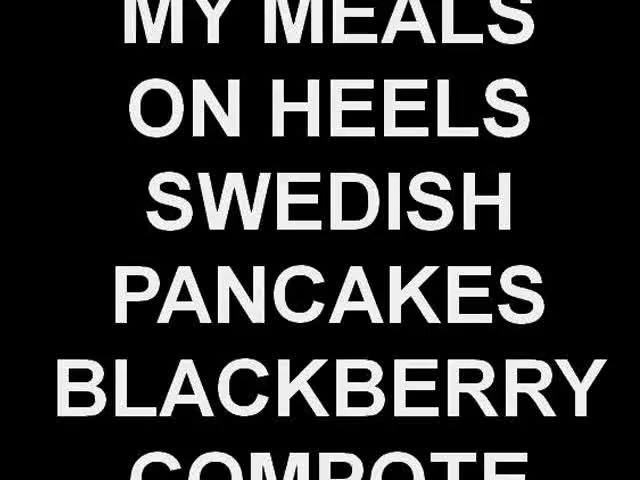 MY MEALS
ON HEELS
SWEDISH
PANCAKES
BLACKBERRY
COMPOTE